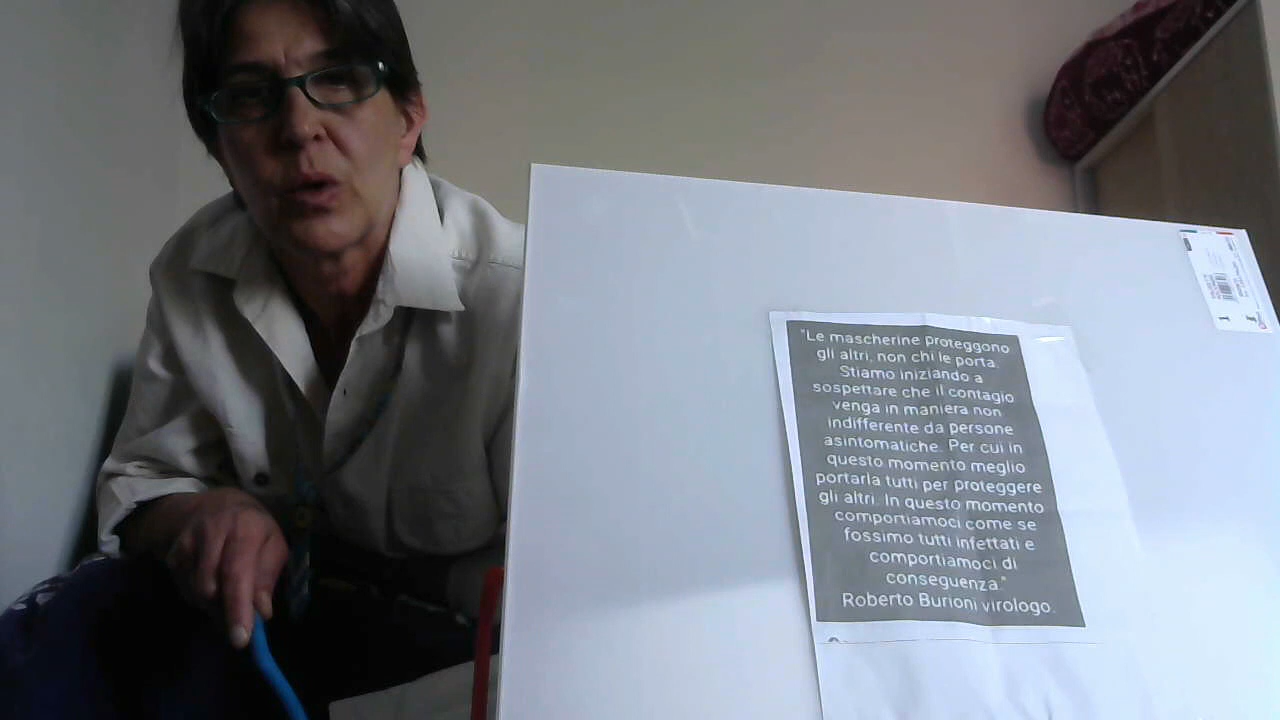 "Le mascherine proteggono
gli altri, non chi le porta.
Stiamo iniziando a
sospettare che il contagio
venga in maniera non
indifferente da persone
asintomatiche. Per cui in
questo momento meglio
portarla tutti per proteggere
gli altri. In questo momento
comportiamoci come se
fossimo tutti infettati e
comportiamoci di
conseguenza."
Roberto Burioni virologo.